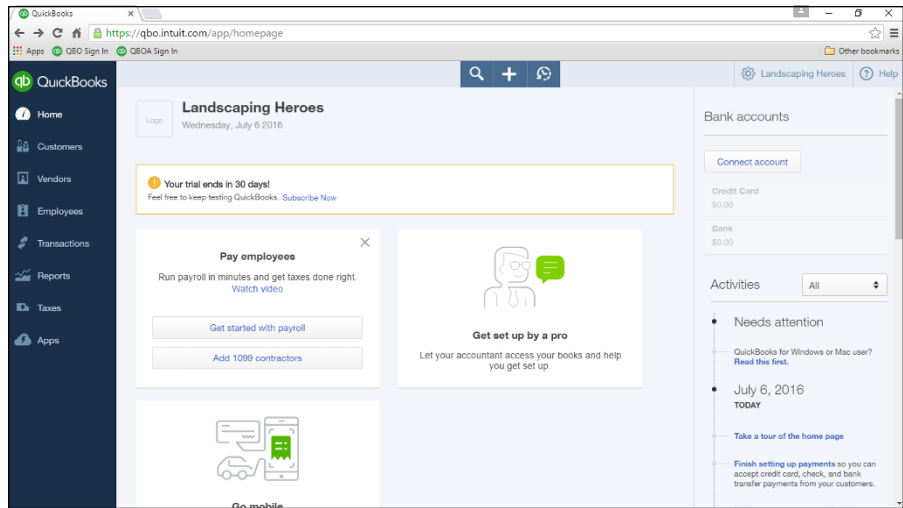 QuickBooks
https://qbo.intuit.com/app/homepage
Apps QBO Sign In QBOA Sign In Other bookmarks
qb QuickBooks
Landscaping Heroes Help
Home
Customers
Vendors
Employees
Transactions
Reports
Taxes
Apps
Logo
Landscaping Heroes
Wednesday, July 6 2016
Your trial ends in 30 days!
Feel free to keep testing QuickBooks. Subscribe Now
Pay employees
Run payroll in minutes and get taxes done right.
Watch video
Get started with payroll
Add 1099 contractors
Get set up by a pro
Let your accountant access your books and help
you get set up.
Go mobile
Bank accounts
Connect account
Credit Card
$0.00
Bank
$0.00
Activities All
Needs attention
QuickBooks for Windows or Mac user?
Read this first.
July 6, 2016
TODAY
Take a tour of the home page
Finish setting up payments so you can
accept credit card, check, and bank
transfer payments from your customers.